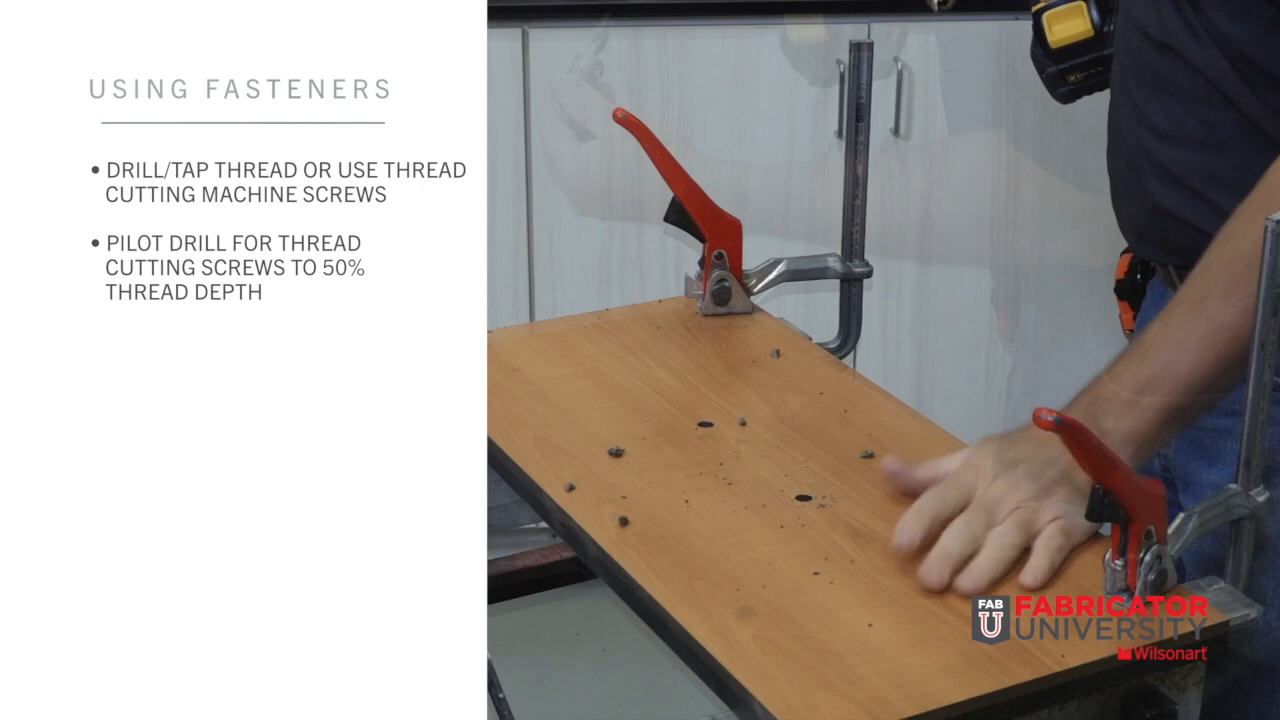 USING FASTENERS
• DRILL/TAP THREAD OR USE THREAD
CUTTING MACHINE SCREWS
• PILOT DRILL FOR THREAD
CUTTING SCREWS TO 50%
THREAD DEPTH
FAB
U
FABRICATOR
UNIVERSITY
Wilsonart